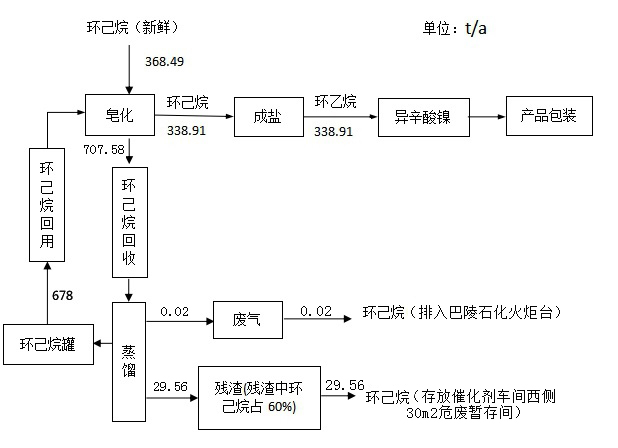 环己烷（新鲜）
单位：t/a
368.49
皂化
环己烷
338.91
成盐
环乙烷
338.91
异辛酸镍
产品包装
707.58
环己烷回用
环己烷回收
678
环己烷罐
蒸馏
0.02
废气
0.02
环己烷（排入巴陵石化火炬台）
29.56
残渣(残渣中环
己烷占 60%)
29.56
环己烷（存放催化剂车间西侧
30m2危废暂存间）